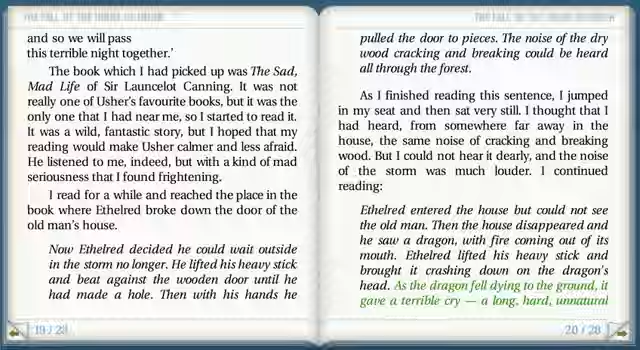 THE FALL OF THE HOUSE OF USHER
and so we will pass
this terrible night together.'
The book which I had picked up was The Sad,
Mad Life of Sir Launcelot Canning. It was not
really one of Usher's favourite books, but it was the
only one that I had near me, so I started to read it.
It was a wild, fantastic story, but I hoped that my
reading would make Usher calmer and less afraid.
He listened to me, indeed, but with a kind of mad
seriousness that I found frightening.
I read for a while and reached the place in the
book where Ethelred broke down the door of the
old man's house.
Now Ethelred decided he could wait outside
in the storm no longer. He lifted his heavy stick
and beat against the wooden door until he
had made a hole. Then with his hands he
19 / 28
pulled the door to pieces. The noise of the dry
wood cracking and breaking could be heard
all through the forest.
As I finished reading this sentence, I jumped
in my seat and then sat very still. I thought that I
had heard, from somewhere far away in the
house, the same noise of cracking and breaking
wood. But I could not hear it dearly, and the noise
of the storm was much louder. I continued
reading:
Ethelred entered the house but could not see
the old man. Then the house disappeared and
he saw a dragon, with fire coming out of its
mouth. Ethelred lifted his heavy stick and
brought it crashing down on the dragon's
head. As the dragon fell dying to the ground, it
gave a terrible cry — a long, hard, unnatural
20 / 28